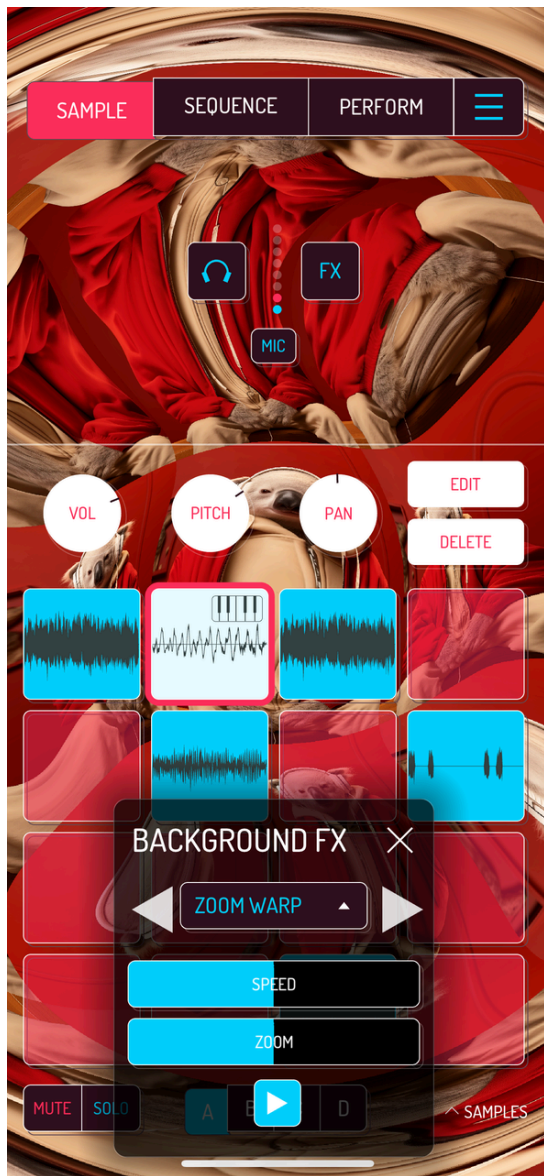 SAMPLE SEQUENCE PERFORM
FX
MIC
VOL PITCH PAN EDIT
DELETE
BACKGROUND FX
ZOOM WARP
SPEED
ZOOM
MUTE SOLO A B D SAMPLES